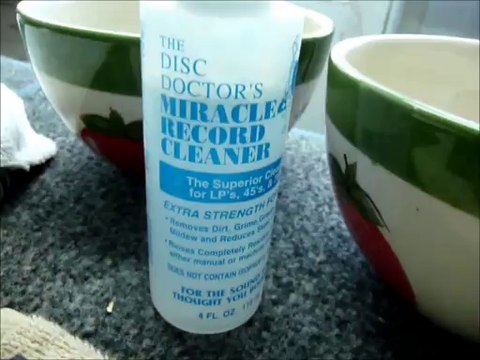 THE
DISC
DOCTOR'S
MIRACLE
RECORD
CLEANER
The Superior
for LP's, 45's, &
EXTRA STRENGTH
• Removes Dirt, Grime,
and Reduces
• Rinses Completely
either manual or
DOES NOT CONTAIN
FOR THE SOUND
THOUGHT YOU
4 FL. OZ.